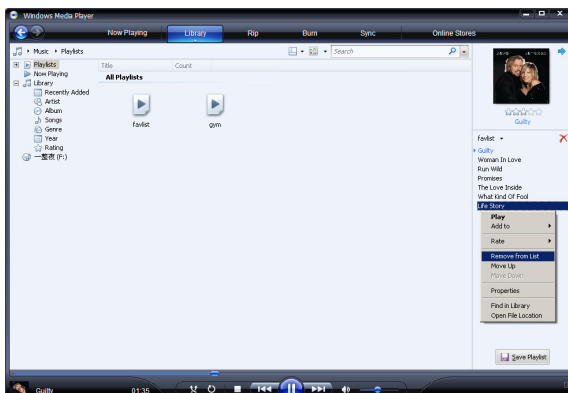 Windows Media Player
Now Playing
Library
Rip
Burn
Sync
Online Stores
Music
Playlists
Search
Playlists
Now Playing
Library
Recently Added
Artist
Album
Songs
Genre
Year
Rating
一整夜 (F:)
Title
Count
All Playlists
favlist
gym
Guilty
favlist
Guilty
Woman In Love
Run Wild
Promises
The Love Inside
What Kind Of Fool
Life Story
Play
Add to
Rate
Remove from List
Move Up
Move Down
Properties
Find in Library
Open File Location
Save Playlist
Guilty
01:35